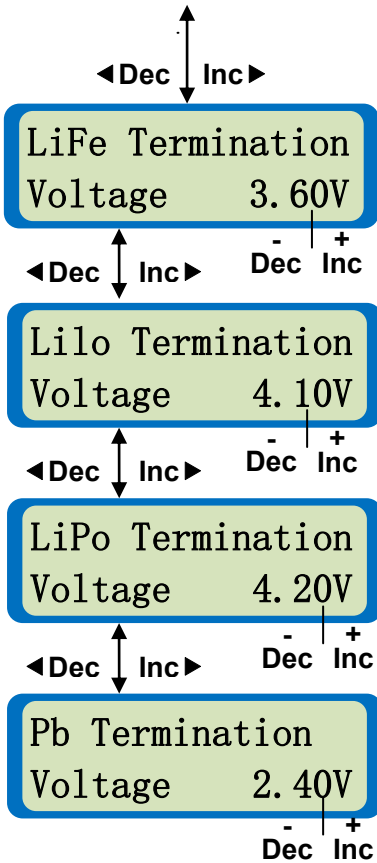 ◀Dec Inc▶
LiFe Termination
Voltage 3.60V
- +
Dec Inc
◀Dec Inc▶
Lilo Termination
Voltage 4.10V
- +
Dec Inc
◀Dec Inc▶
LiPo Termination
Voltage 4.20V
- +
Dec Inc
◀Dec Inc▶
Pb Termination
Voltage 2.40V
- +
Dec Inc